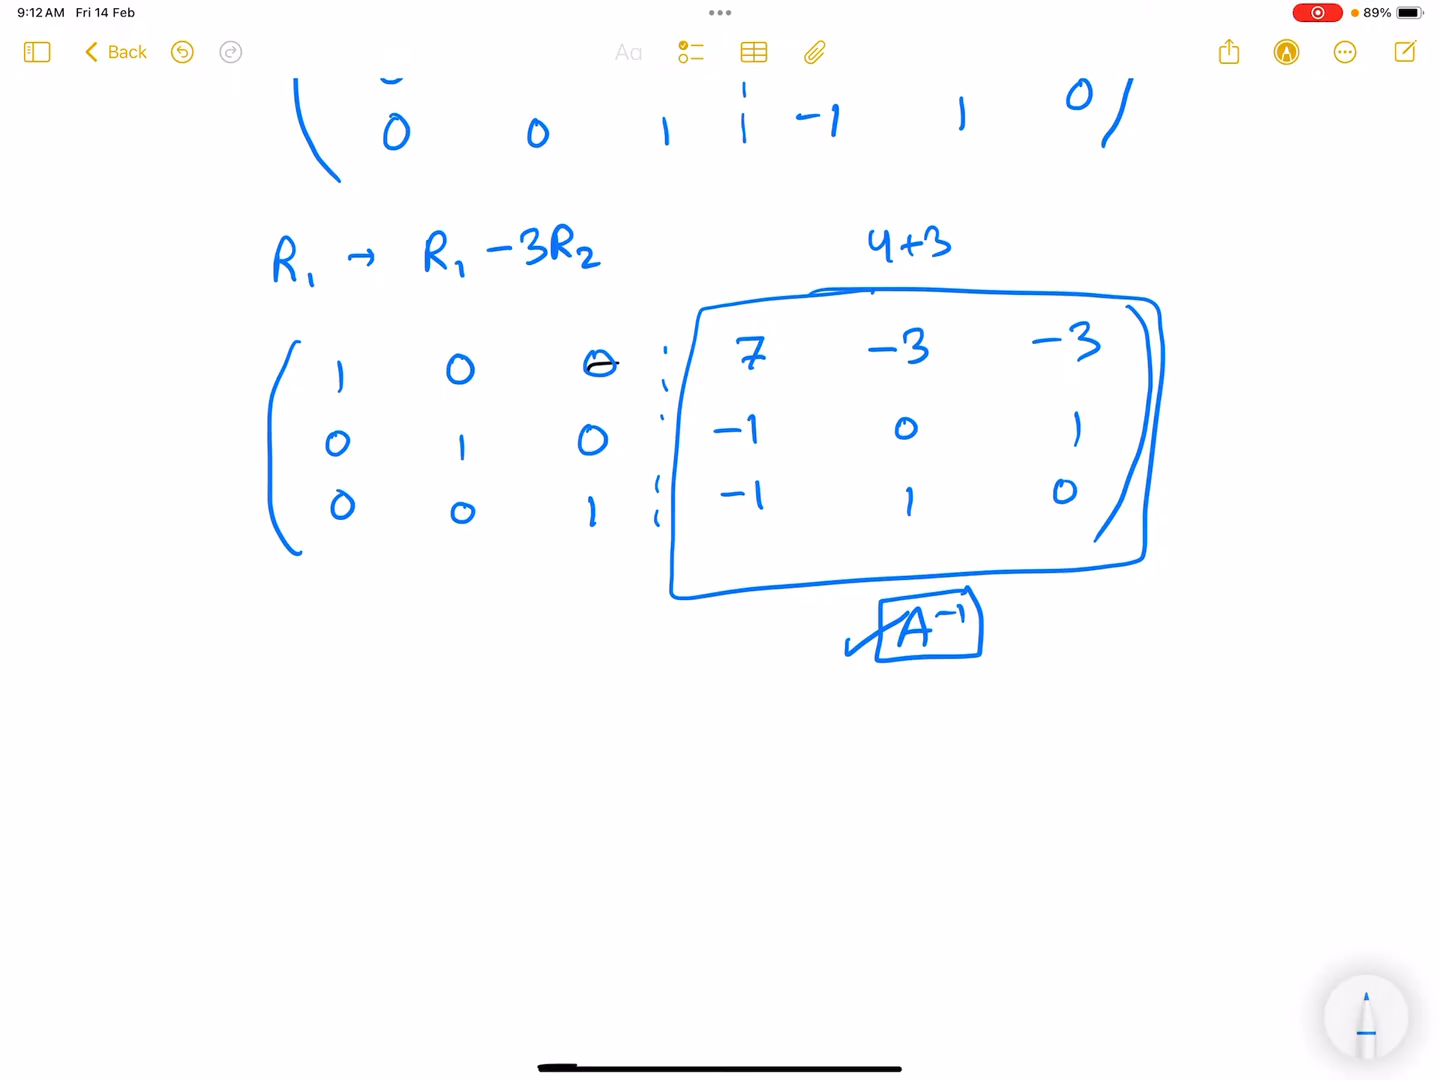 9:12 AM Fri 14 Feb 89%
Back Aa
0 0 1 -1 1 0
R₁ → R₁ -3R₂ 4+3
1 0 0 7 -3 -3
0 1 0 -1 0 1
0 0 1 -1 1 0
A⁻¹